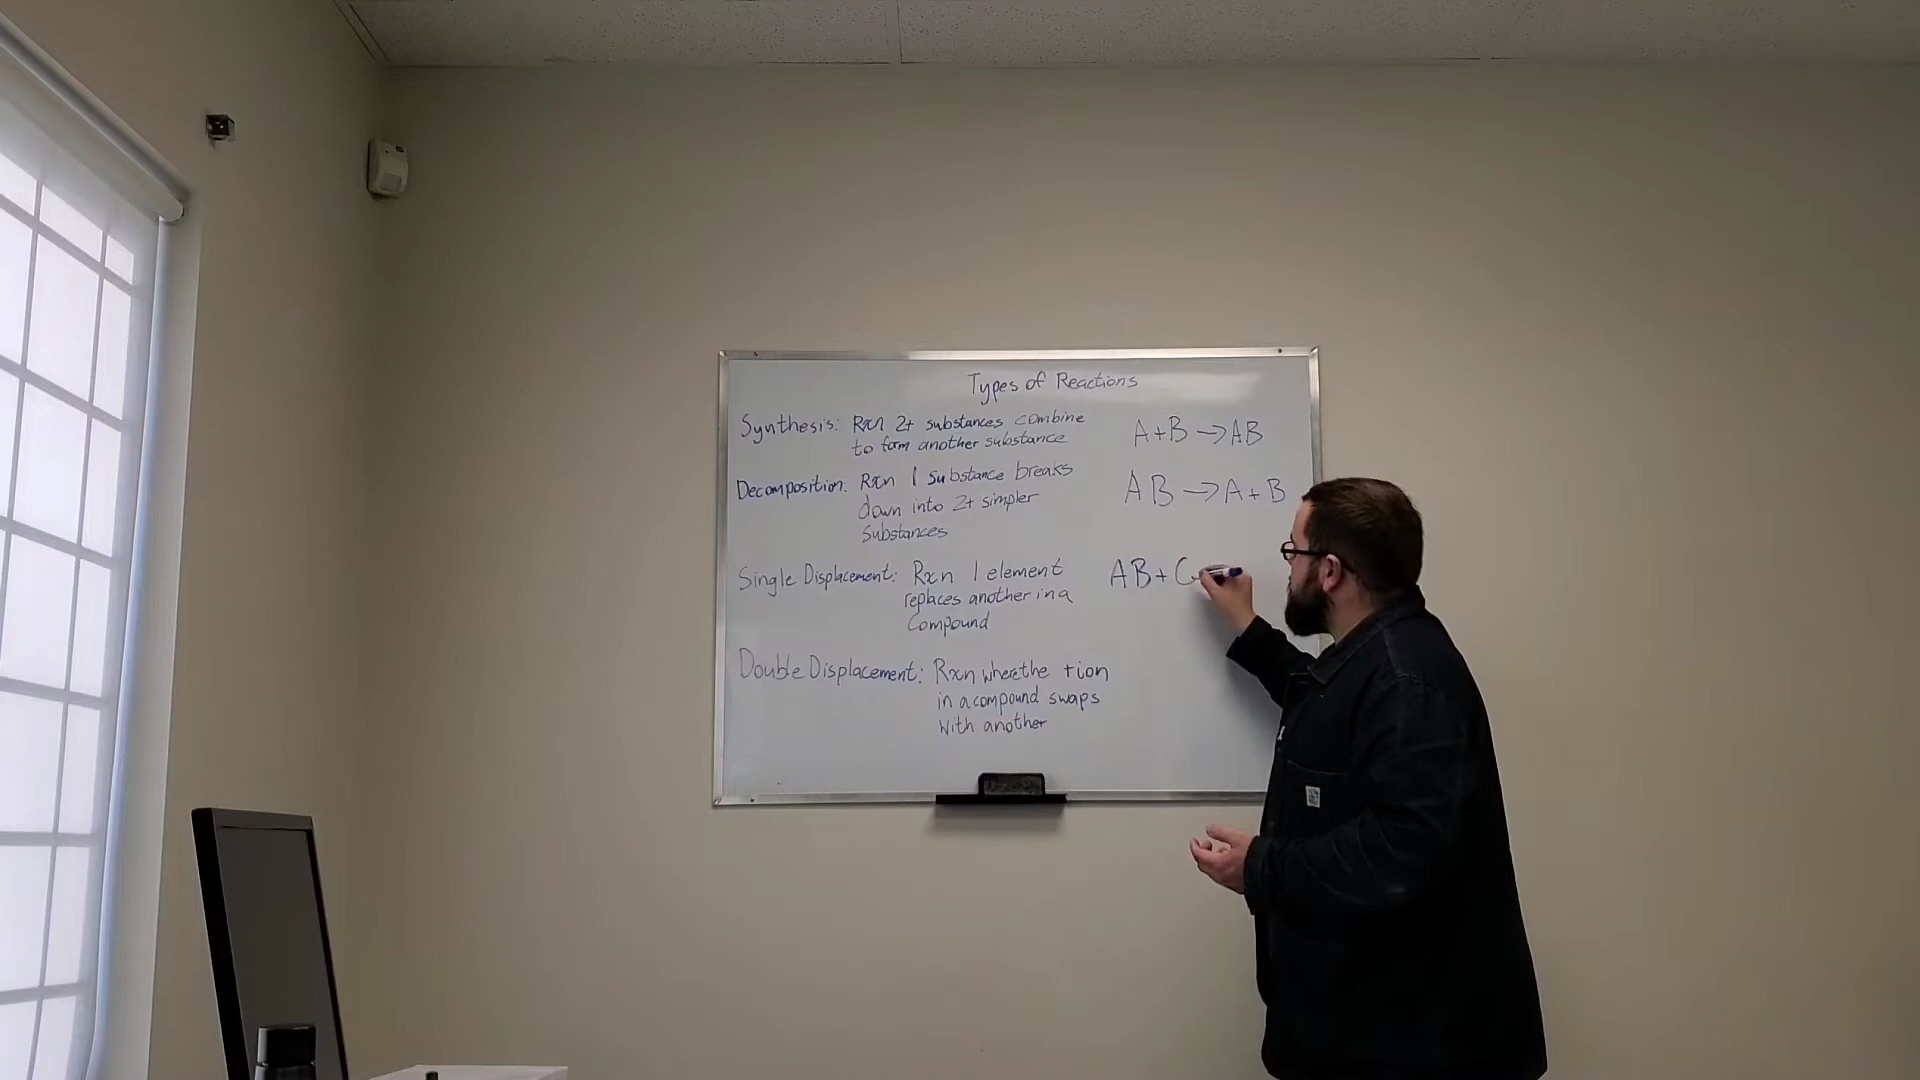 Types of Reactions
Synthesis: Rxn 2+ substances combine
to form another substance
A+B → AB
Decomposition: Rxn 1 Substance breaks
down into 2+ simpler
substances
AB → A+B
Single Displacement: Rxn 1 element
replaces another in a
Compound
AB+C
Double Displacement: Rxn where the +ion
in a compound swaps
with another